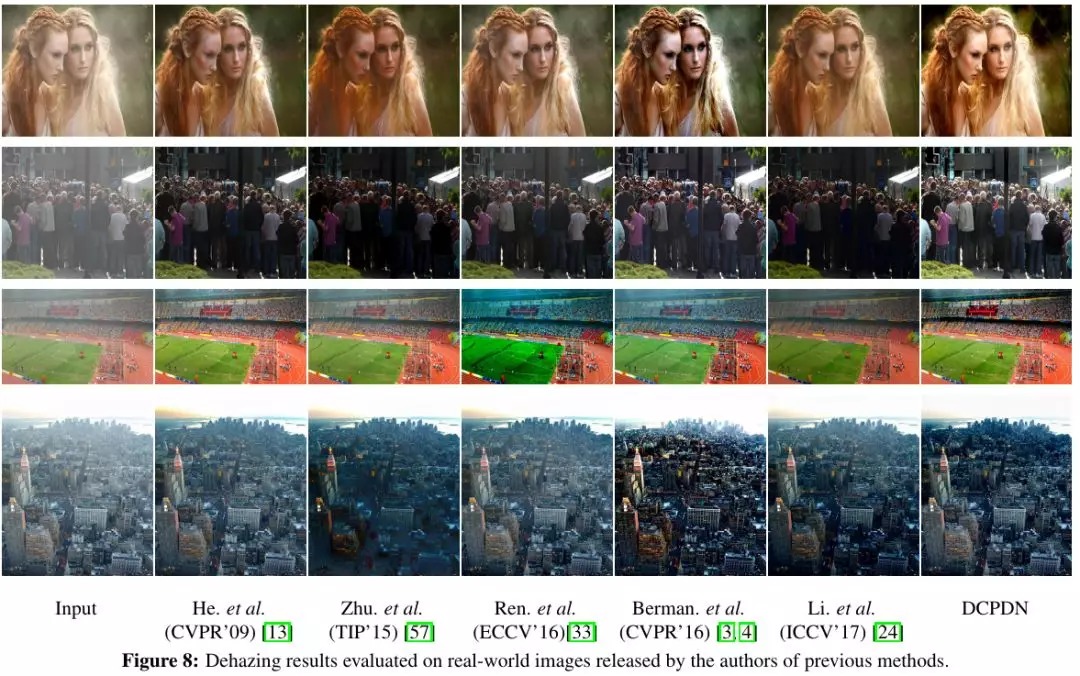 Input
He. et al.
(CVPR'09) [13]
Zhu. et al.
(TIP'15) [57]
Ren. et al.
(ECCV'16)[33]
Berman. et al.
(CVPR'16) [3, 4]
Li. et al.
(ICCV'17) [24]
DCPDN
Figure 8: Dehazing results evaluated on real-world images released by the authors of previous methods.